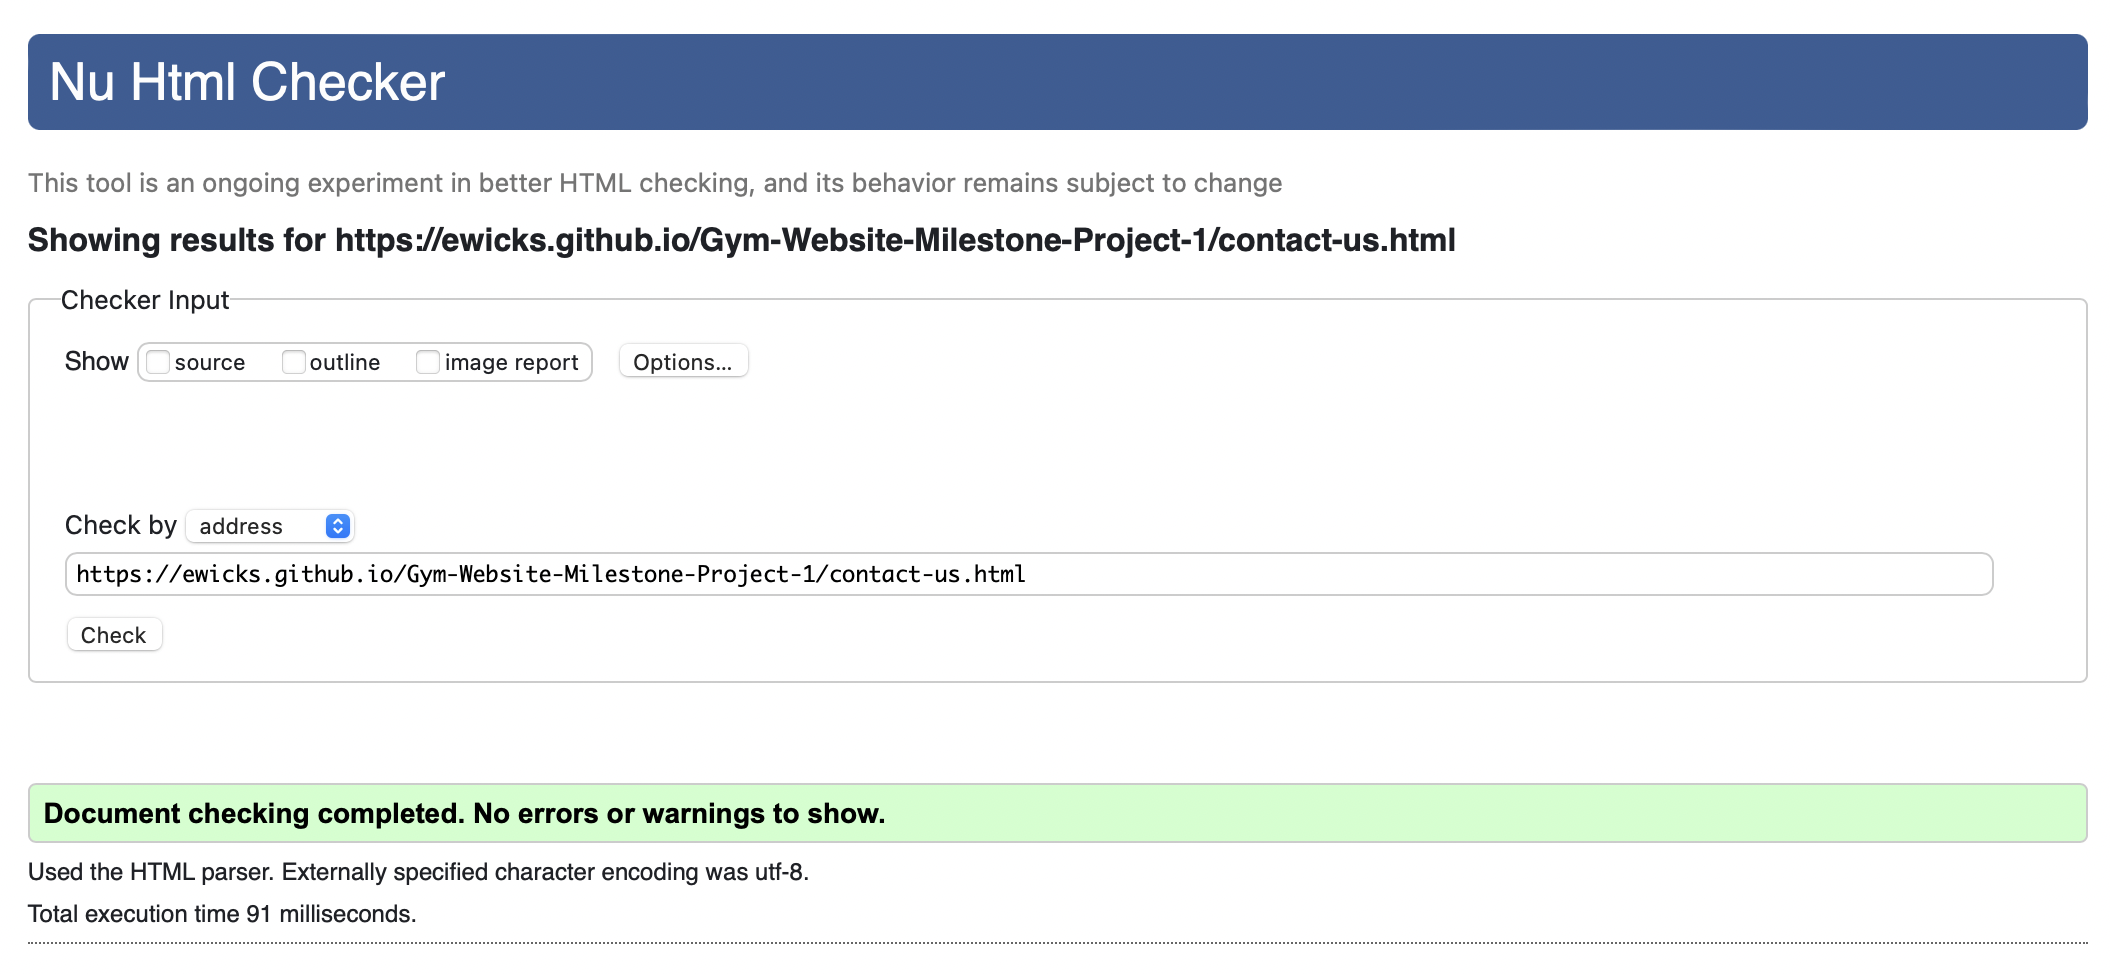 Nu Html Checker
This tool is an ongoing experiment in better HTML checking, and its behavior remains subject to change
Showing results for https://ewicks.github.io/Gym-Website-Milestone-Project-1/contact-us.html
Checker Input
Show source outline image report Options...
Check by address
https://ewicks.github.io/Gym-Website-Milestone-Project-1/contact-us.html
Check
Document checking completed. No errors or warnings to show.
Used the HTML parser. Externally specified character encoding was utf-8.
Total execution time 91 milliseconds.